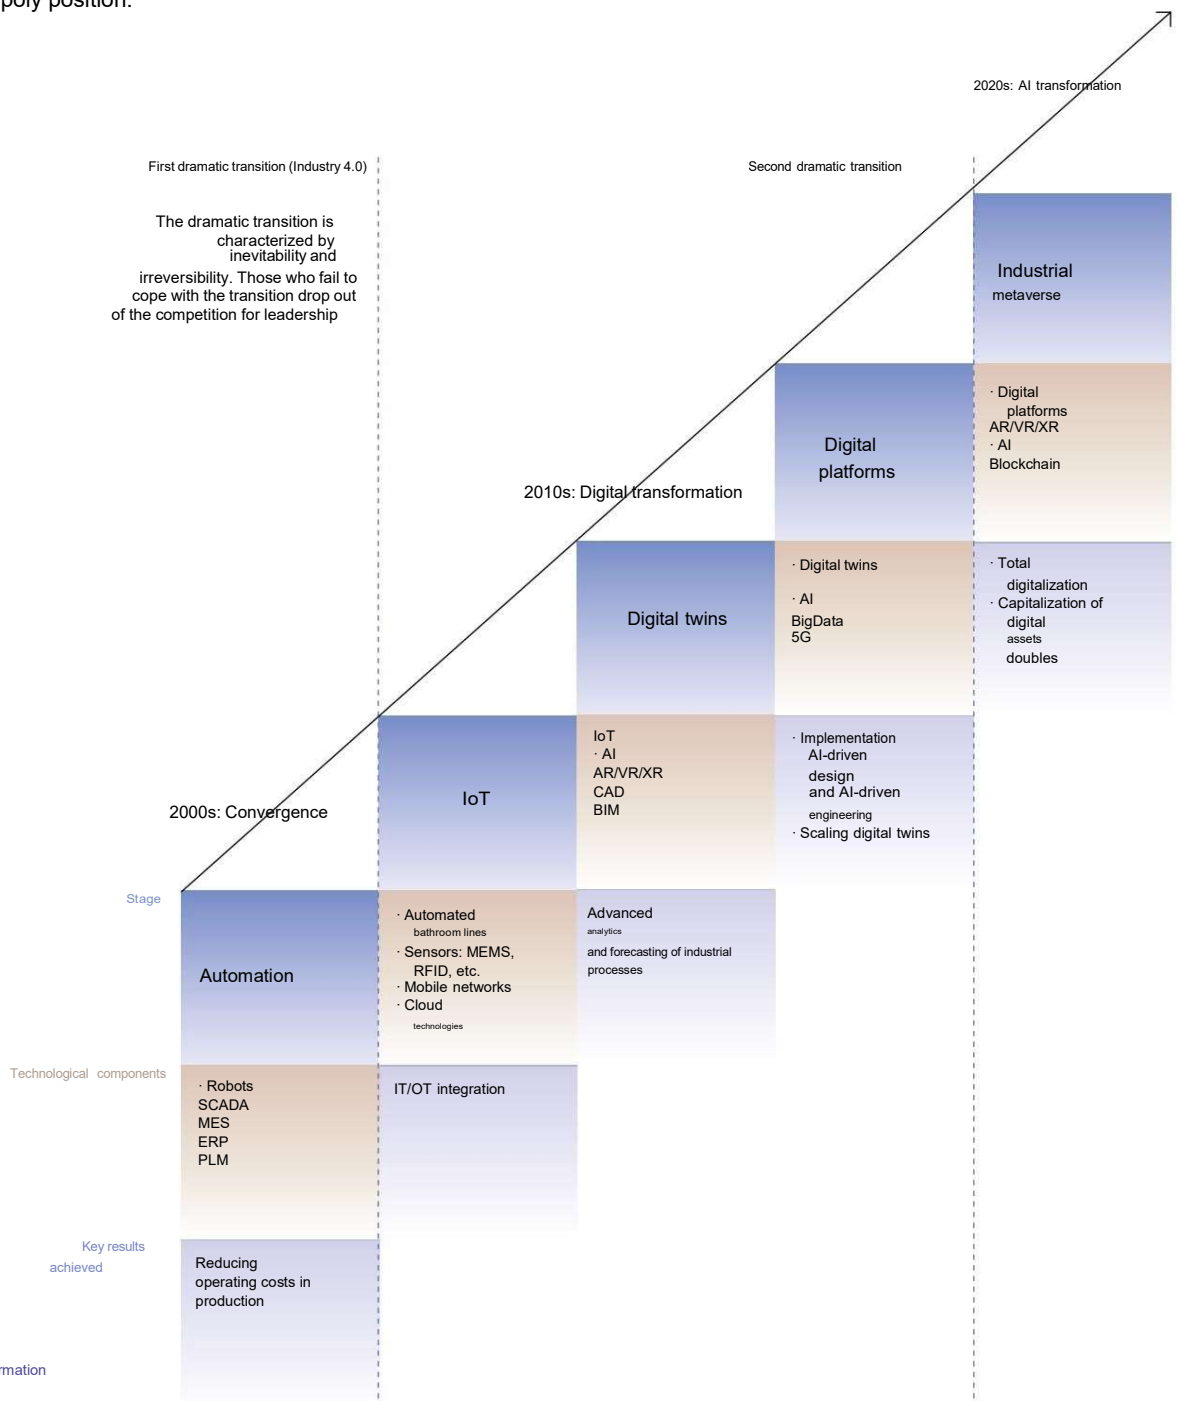 poly position.
2020s: AI transformation
First dramatic transition (Industry 4.0)
Second dramatic transition
The dramatic transition is
characterized by
inevitability and
irreversibility. Those who fail to
cope with the transition drop out
of the competition for leadership
Industrial
metaverse
· Digital
platforms
AR/VR/XR
· AI
Blockchain
· Total
digitalization
· Capitalization of
digital
assets
doubles
Digital
platforms
· Digital twins
· AI
BigData
5G
· Implementation
AI-driven
design
and AI-driven
engineering
· Scaling digital twins
2010s: Digital transformation
Digital twins
IoT
· AI
AR/VR/XR
CAD
BIM
Advanced
analytics
and forecasting of industrial
processes
IoT
· Automated
bathroom lines
· Sensors: MEMS,
RFID, etc.
· Mobile networks
· Cloud
technologies
IT/OT integration
2000s: Convergence
Stage
Automation
Technological components
· Robots
SCADA
MES
ERP
PLM
Key results
achieved
Reducing
operating costs in
production
rmation